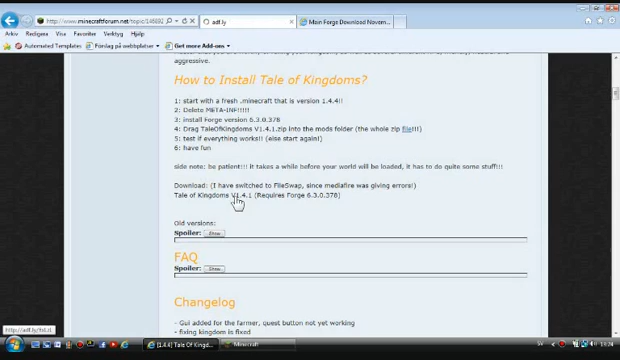 http://www.minecraftforum.net/topic/146892
adf.ly
Main Forge Download Novem...
Arkiv Redigera Visa Favoriter Verktyg Hjälp
Automated Templates Förslag på webbplatser Get more Add-ons
aggressive.
How to Install Tale of Kingdoms?
1: start with a fresh .minecraft that is version 1.4.4!!
2: Delete META-INF!!!!!
3: install Forge version 6.3.0.378
4: Drag TaleOfKingdoms V1.4.1.zip into the mods folder (the whole zip file!!!)
5: test if everything works!! (else start again!)
6: have fun
side note: be patient!!! it takes a while before your world will be loaded, it has to do quite some stuff!!!
Download: (I have switched to FileSwap, since mediafire was giving errors!)
Tale of Kingdoms V1.4.1 (Requires Forge 6.3.0.378)
Old versions:
Spoiler: Show
FAQ
Spoiler: Show
Changelog
- Gui added for the farmer, quest button not yet working
- fixing kingdom is fixed
[1.4.4] Tale Of Kingd...
Minecraft
SV